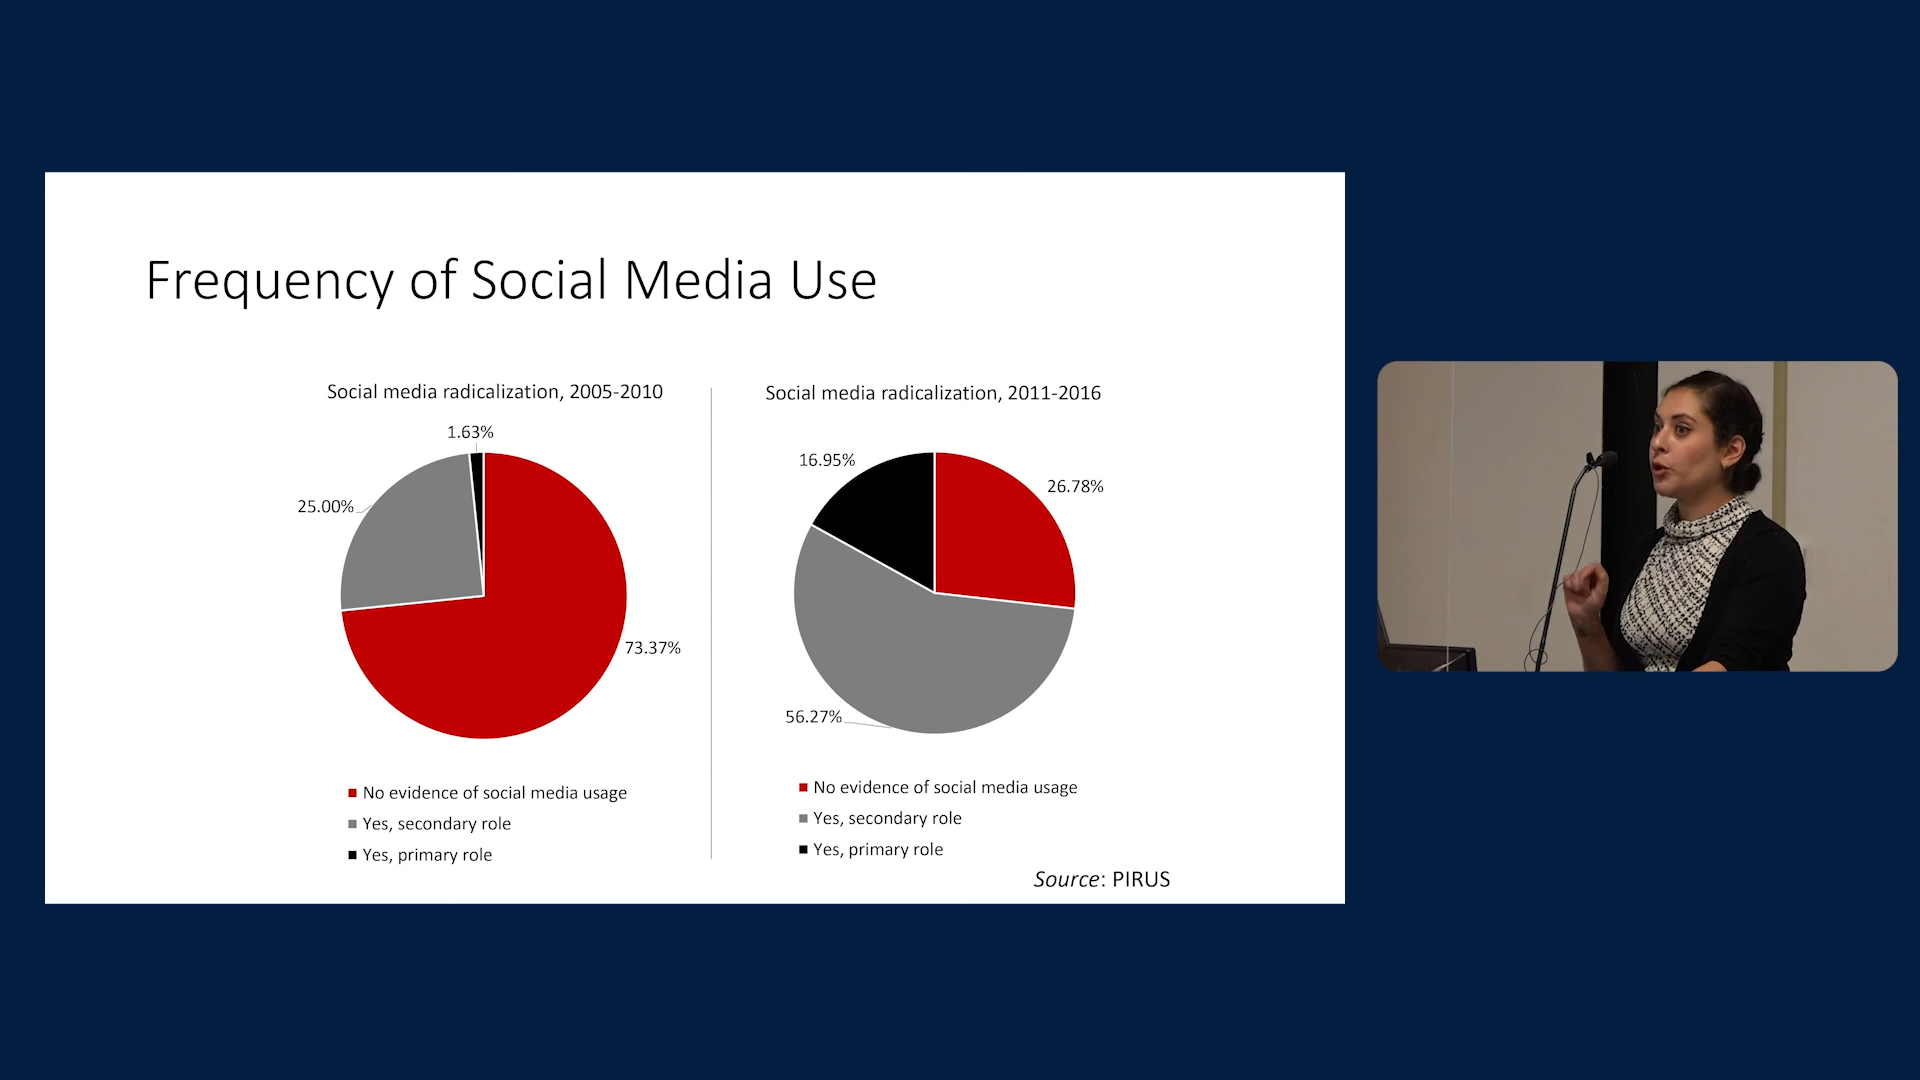 Frequency of Social Media Use
Social media radicalization, 2005-2010
1.63%
25.00%
73.37%
No evidence of social media usage
Yes, secondary role
Yes, primary role
Social media radicalization, 2011-2016
16.95%
26.78%
56.27%
No evidence of social media usage
Yes, secondary role
Yes, primary role
Source: PIRUS